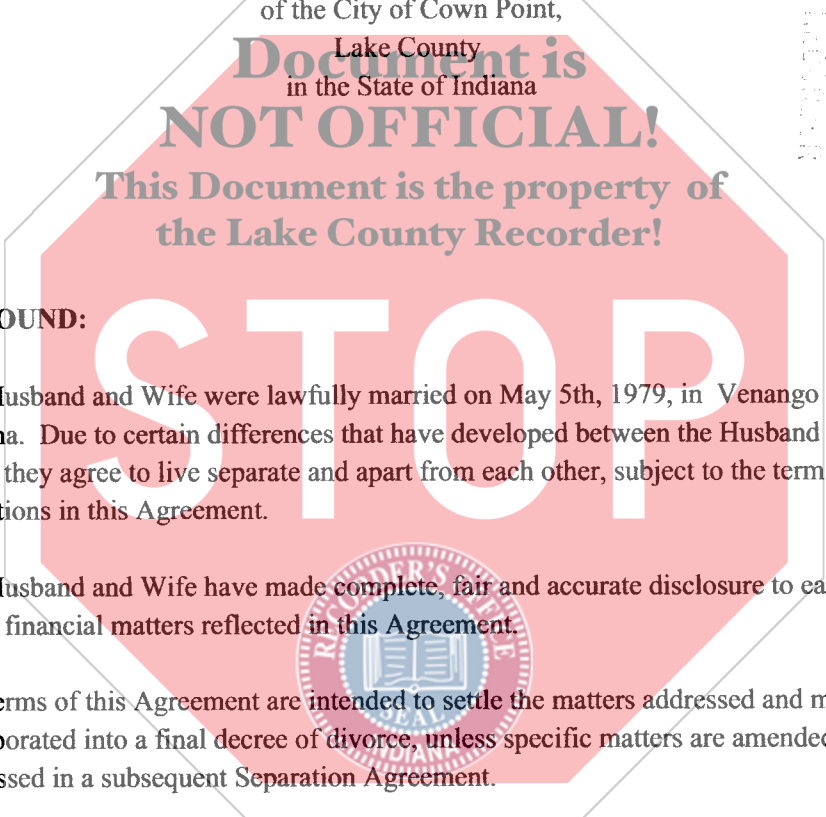 of the City of Cown Point,
Lake County
Document is
in the State of Indiana
NOT OFFICIAL!
This Document is the property of
the Lake County Recorder!
OUND:
STOP
Husband and Wife were lawfully married on May 5th, 1979, in Venango
na. Due to certain differences that have developed between the Husband
they agree to live separate and apart from each other, subject to the term
tions in this Agreement.
Husband and Wife have made complete, fair and accurate disclosure to ea
financial matters reflected in this Agreement.
RECORDER'S OFFICE
SEAL
INDIANA
erms of this Agreement are intended to settle the matters addressed and m
porated into a final decree of divorce, unless specific matters are amended
ssed in a subsequent Separation Agreement.